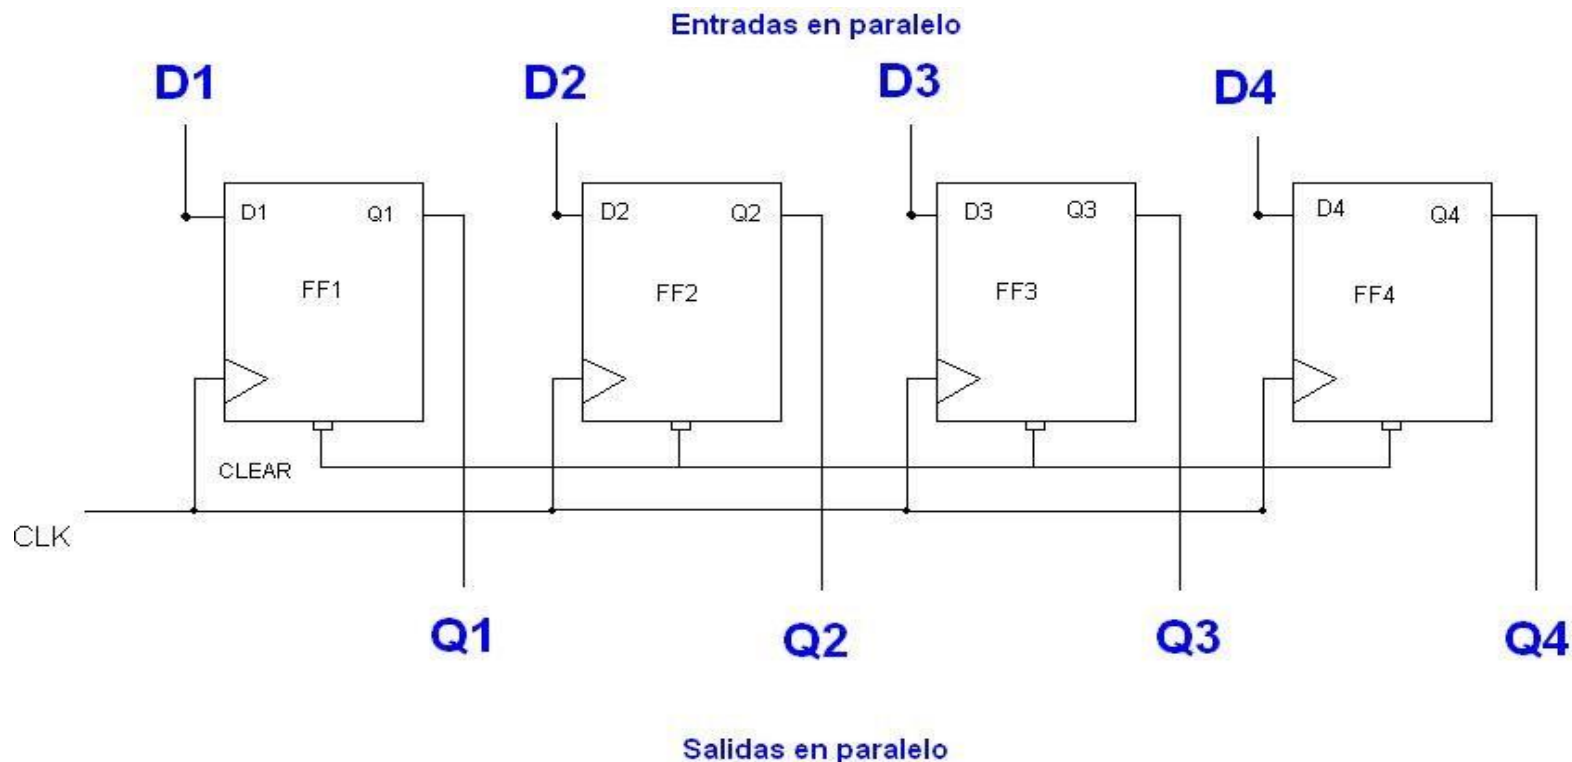 Entradas en paralelo
D1 D2 D3 D4
D1 Q1 D2 Q2 D3 Q3 D4 Q4
FF1 FF2 FF3 FF4
CLEAR
CLK
Q1 Q2 Q3 Q4
Salidas en paralelo